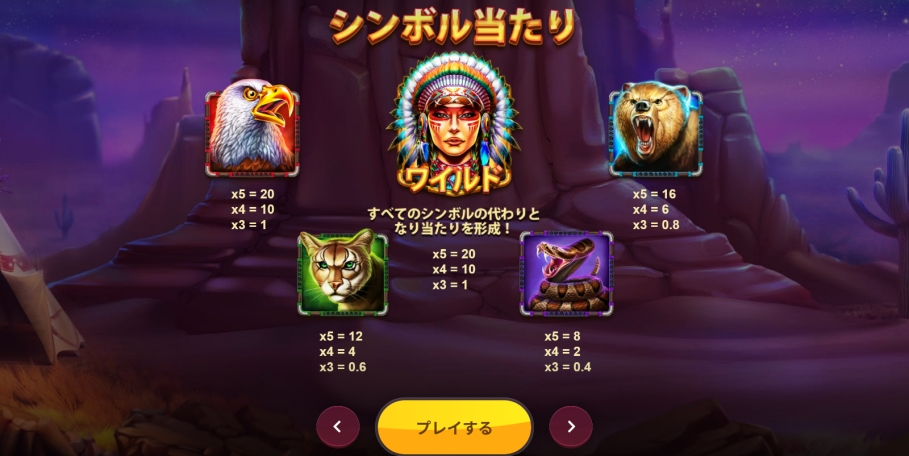 シンボル当たり
ワイルド
x5 = 20
x4 = 10
x3 = 1
すべてのシンボルの代わりと
なり当たりを形成！
x5 = 20
x4 = 10
x3 = 1
x5 = 16
x4 = 6
x3 = 0.8
x5 = 12
x4 = 4
x3 = 0.6
x5 = 8
x4 = 2
x3 = 0.4
プレイする